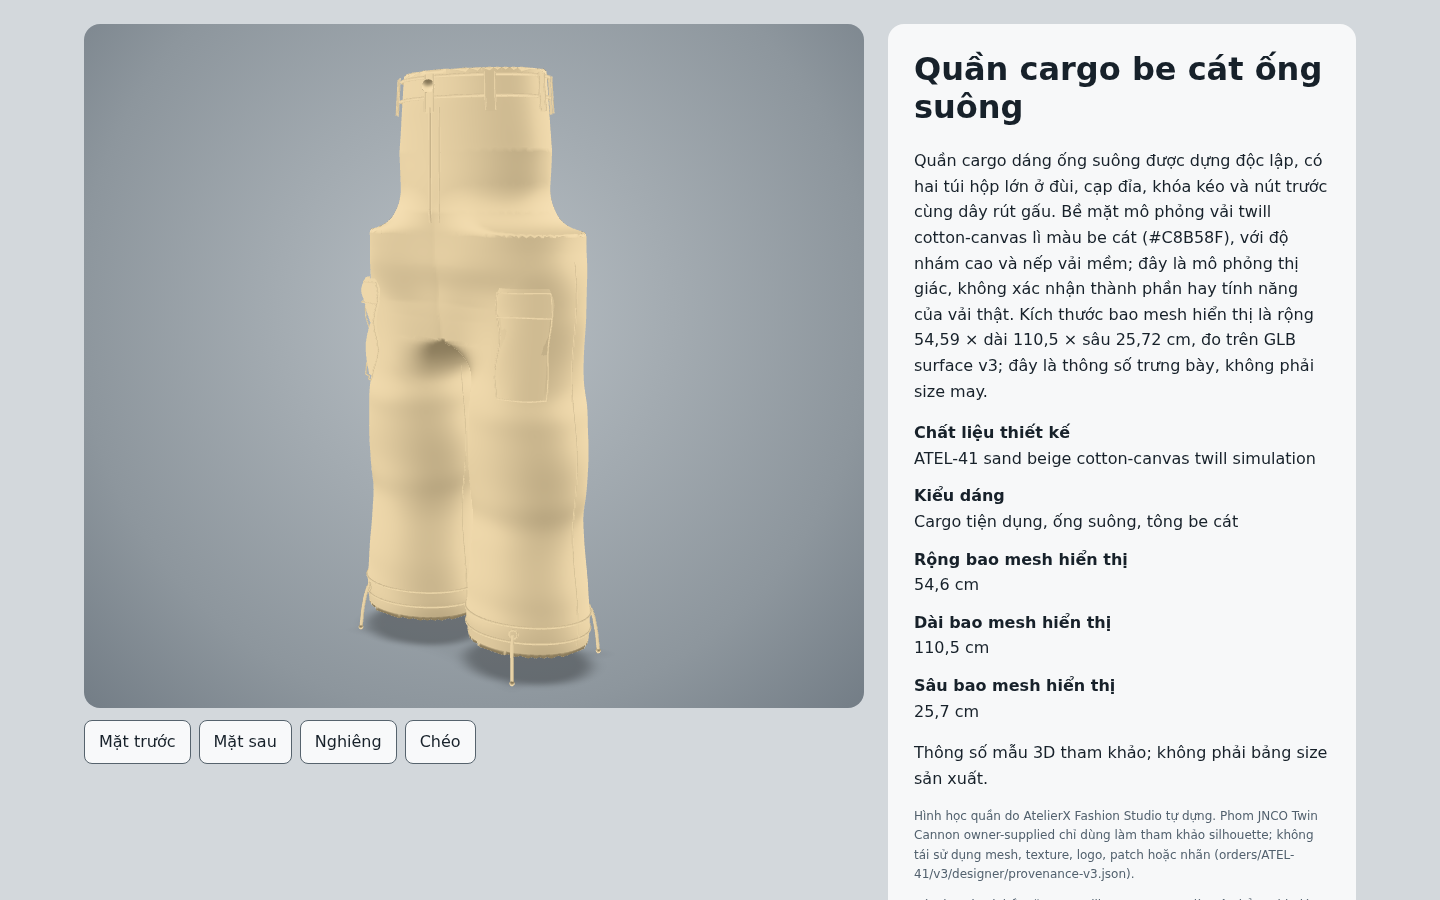 Quần cargo be cát ống
suông
Quần cargo dáng ống suông được dựng độc lập, có
hai túi hộp lớn ở đùi, cạp đỉa, khóa kéo và nút trước
cùng dây rút gấu. Bề mặt mô phỏng vải twill
cotton-canvas lì màu be cát (#C8B58F), với độ
nhám cao và nếp vải mềm; đây là mô phỏng thị
giác, không xác nhận thành phần hay tính năng
của vải thật. Kích thước bao mesh hiển thị là rộng
54,59 × dài 110,5 × sâu 25,72 cm, đo trên GLB
surface v3; đây là thông số trưng bày, không phải
size may.
Chất liệu thiết kế
ATEL-41 sand beige cotton-canvas twill simulation
Kiểu dáng
Cargo tiện dụng, ống suông, tông be cát
Rộng bao mesh hiển thị
54,6 cm
Dài bao mesh hiển thị
110,5 cm
Sâu bao mesh hiển thị
25,7 cm
Thông số mẫu 3D tham khảo; không phải bảng size
sản xuất.
Hình học quần do AtelierX Fashion Studio tự dựng. Phom JNCO Twin
Cannon owner-supplied chỉ dùng làm tham khảo silhouette; không
tái sử dụng mesh, texture, logo, patch hoặc nhãn (orders/ATEL-
41/v3/designer/provenance-v3.json).
Mặt trước
Mặt sau
Nghiêng
Chéo